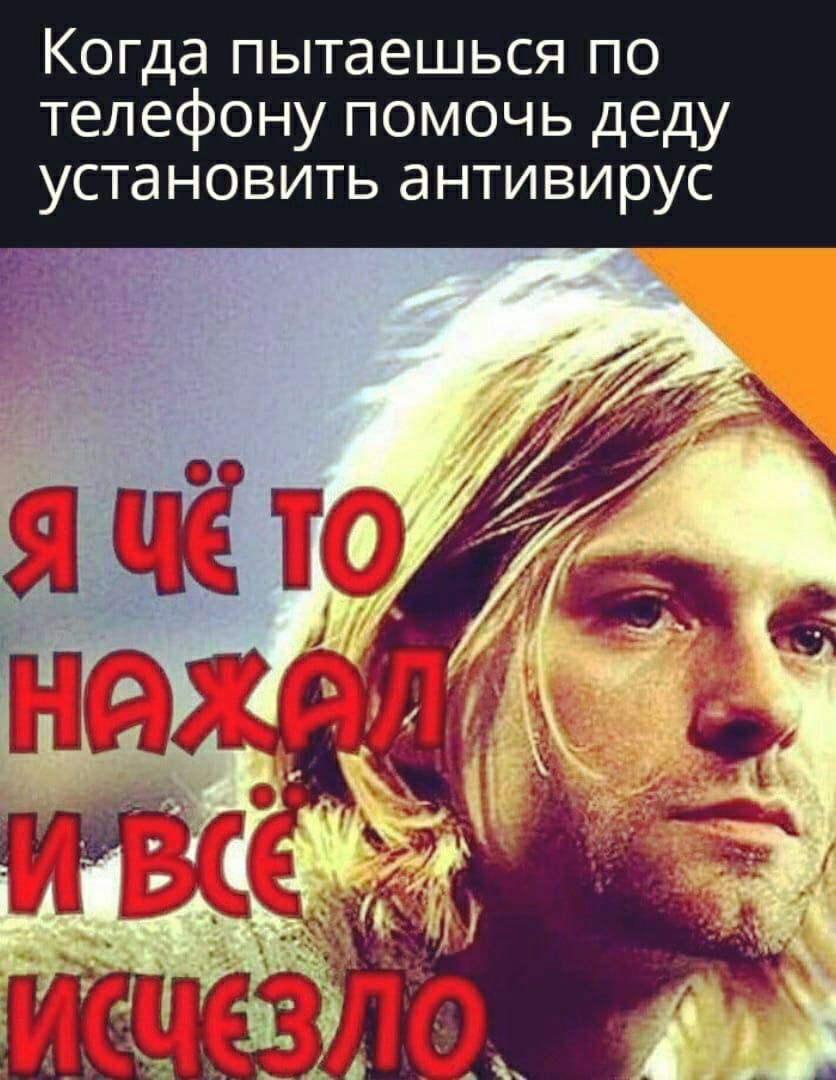 Когда пытаешься по
телефону помочь деду
установить антивирус
Я ЧЁ ТО
НАЖАЛ
И ВСЁ
ИСЧЕЗЛО